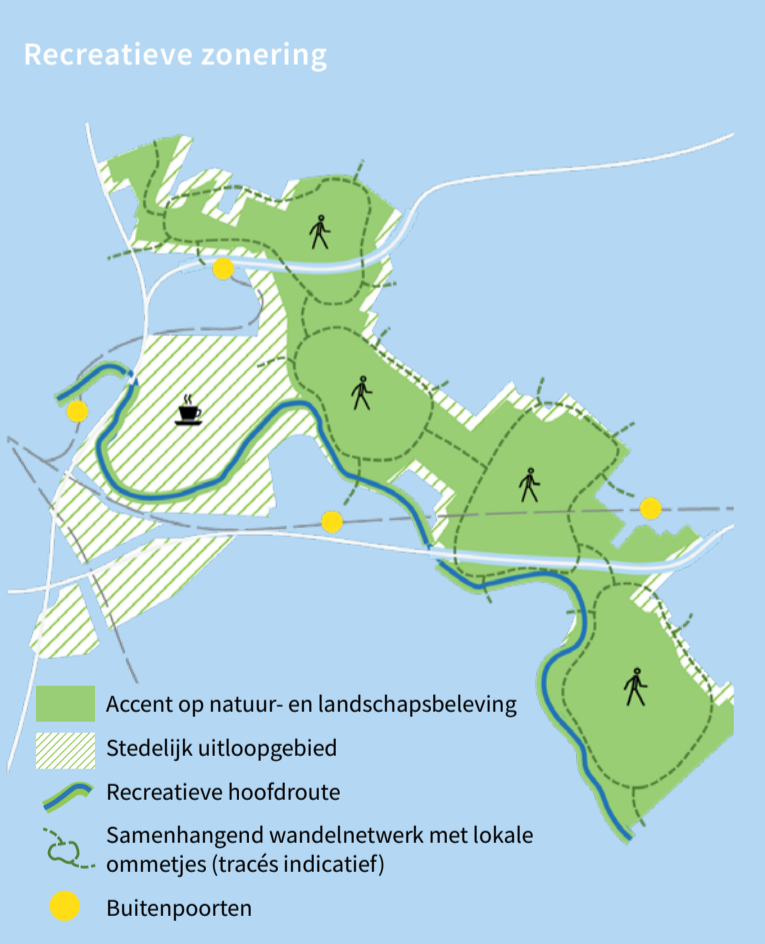 Recreatieve zonering
Accent op natuur- en landschapsbeleving
Stedelijk uitloopgebied
Recreatieve hoofdroute
Samenhangend wandelnetwerk met lokale
ommetjes (tracés indicatief)
Buitenpoorten